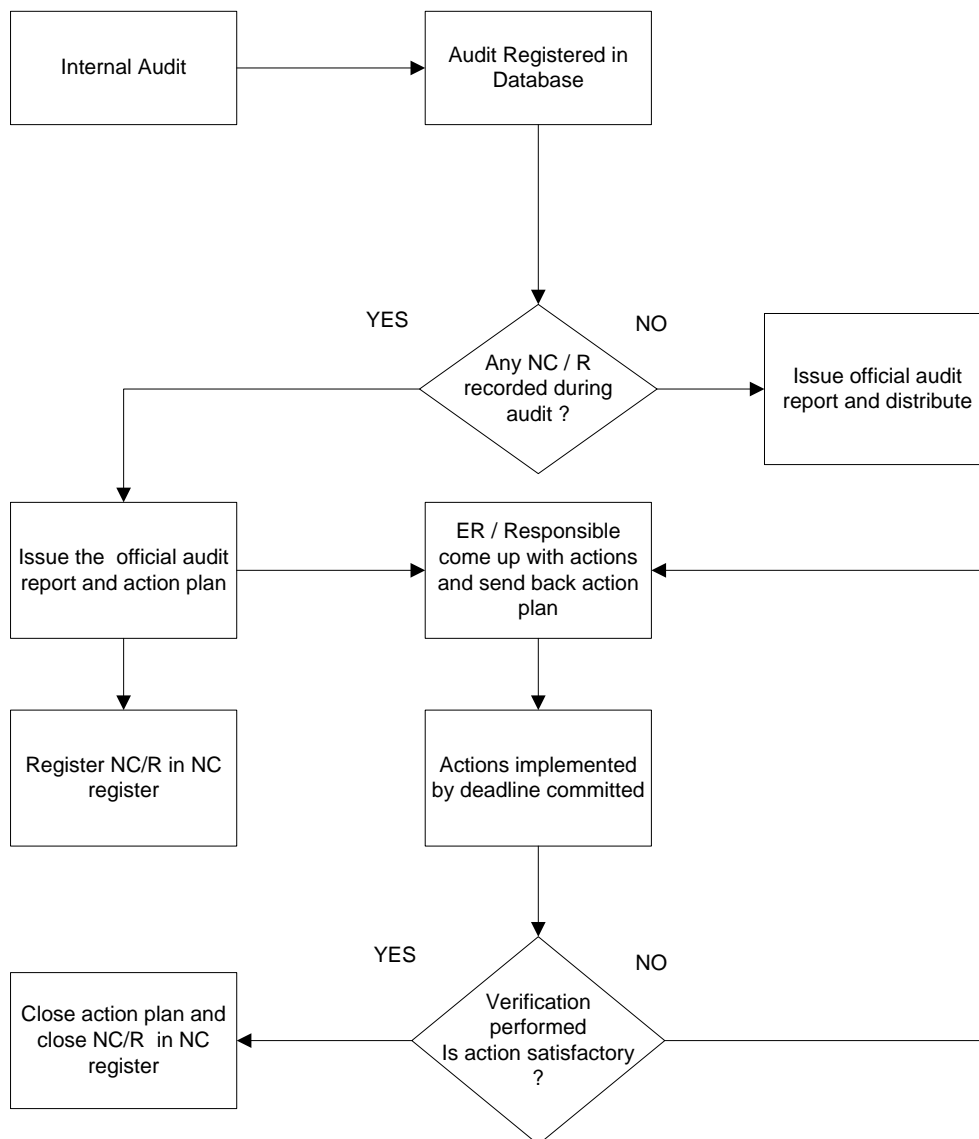 Internal Audit
Audit Registered in
Database
YES
NO
Any NC / R
recorded during
audit ?
Issue official audit
report and distribute
Issue the official audit
report and action plan
ER / Responsible
come up with actions
and send back action
plan
Register NC/R in NC
register
Actions implemented
by deadline committed
YES
NO
Close action plan and
close NC/R in NC
register
Verification
performed
Is action satisfactory
?